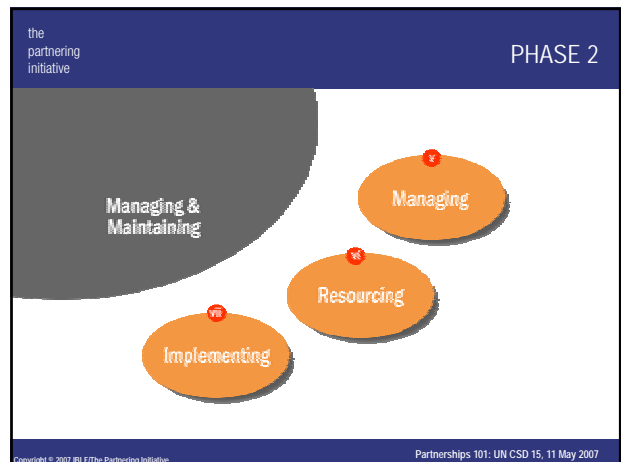 the
partnering
initiative
PHASE 2
Managing &
Maintaining
v
Managing
vi
Resourcing
viii
Implementing
Copyright © 2007 IBLF/The Partnering Initiative
Partnerships 101: UN CSD 15, 11 May 2007